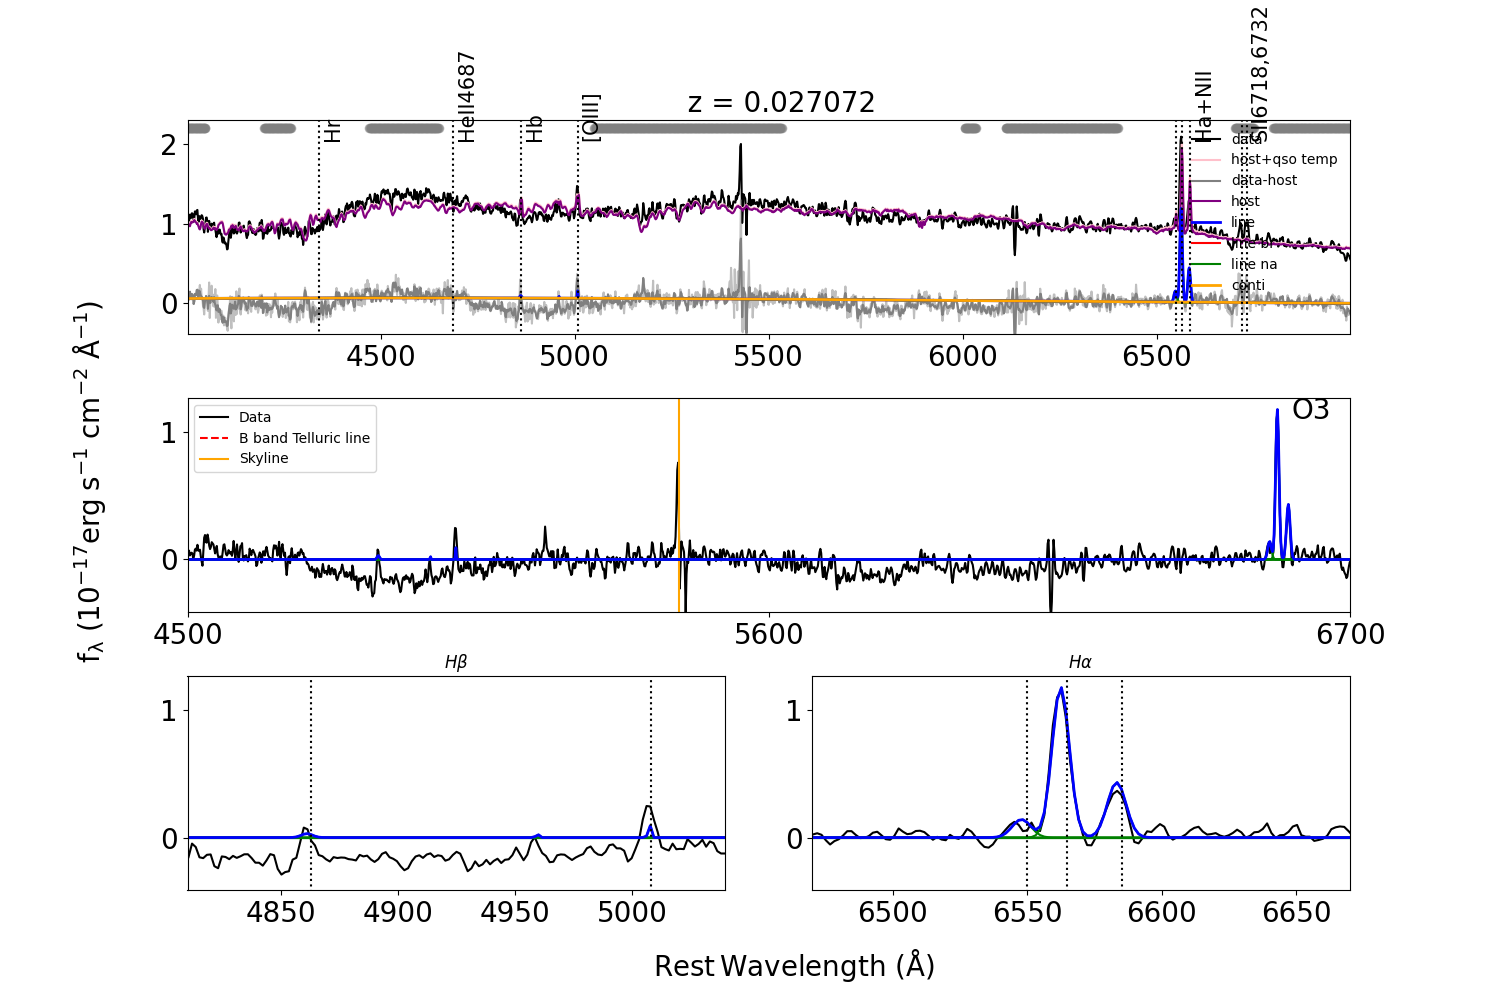 z = 0.027072
Hr
HeII4687
Hb
[OIII]
Ha+NII
SII6718,6732
data
host+qso temp
data-host
host
line
line br
line na
conti
2
1
0
4500
5000
5500
6000
6500
f_λ (10^−17 erg s^−1 cm^−2 Å^−1)
Data
B band Telluric line
Skyline
O3
1
0
4500
5600
6700
Hβ
1
0
4850
4900
4950
5000
Hα
1
0
6500
6550
6600
6650
Rest Wavelength (Å)